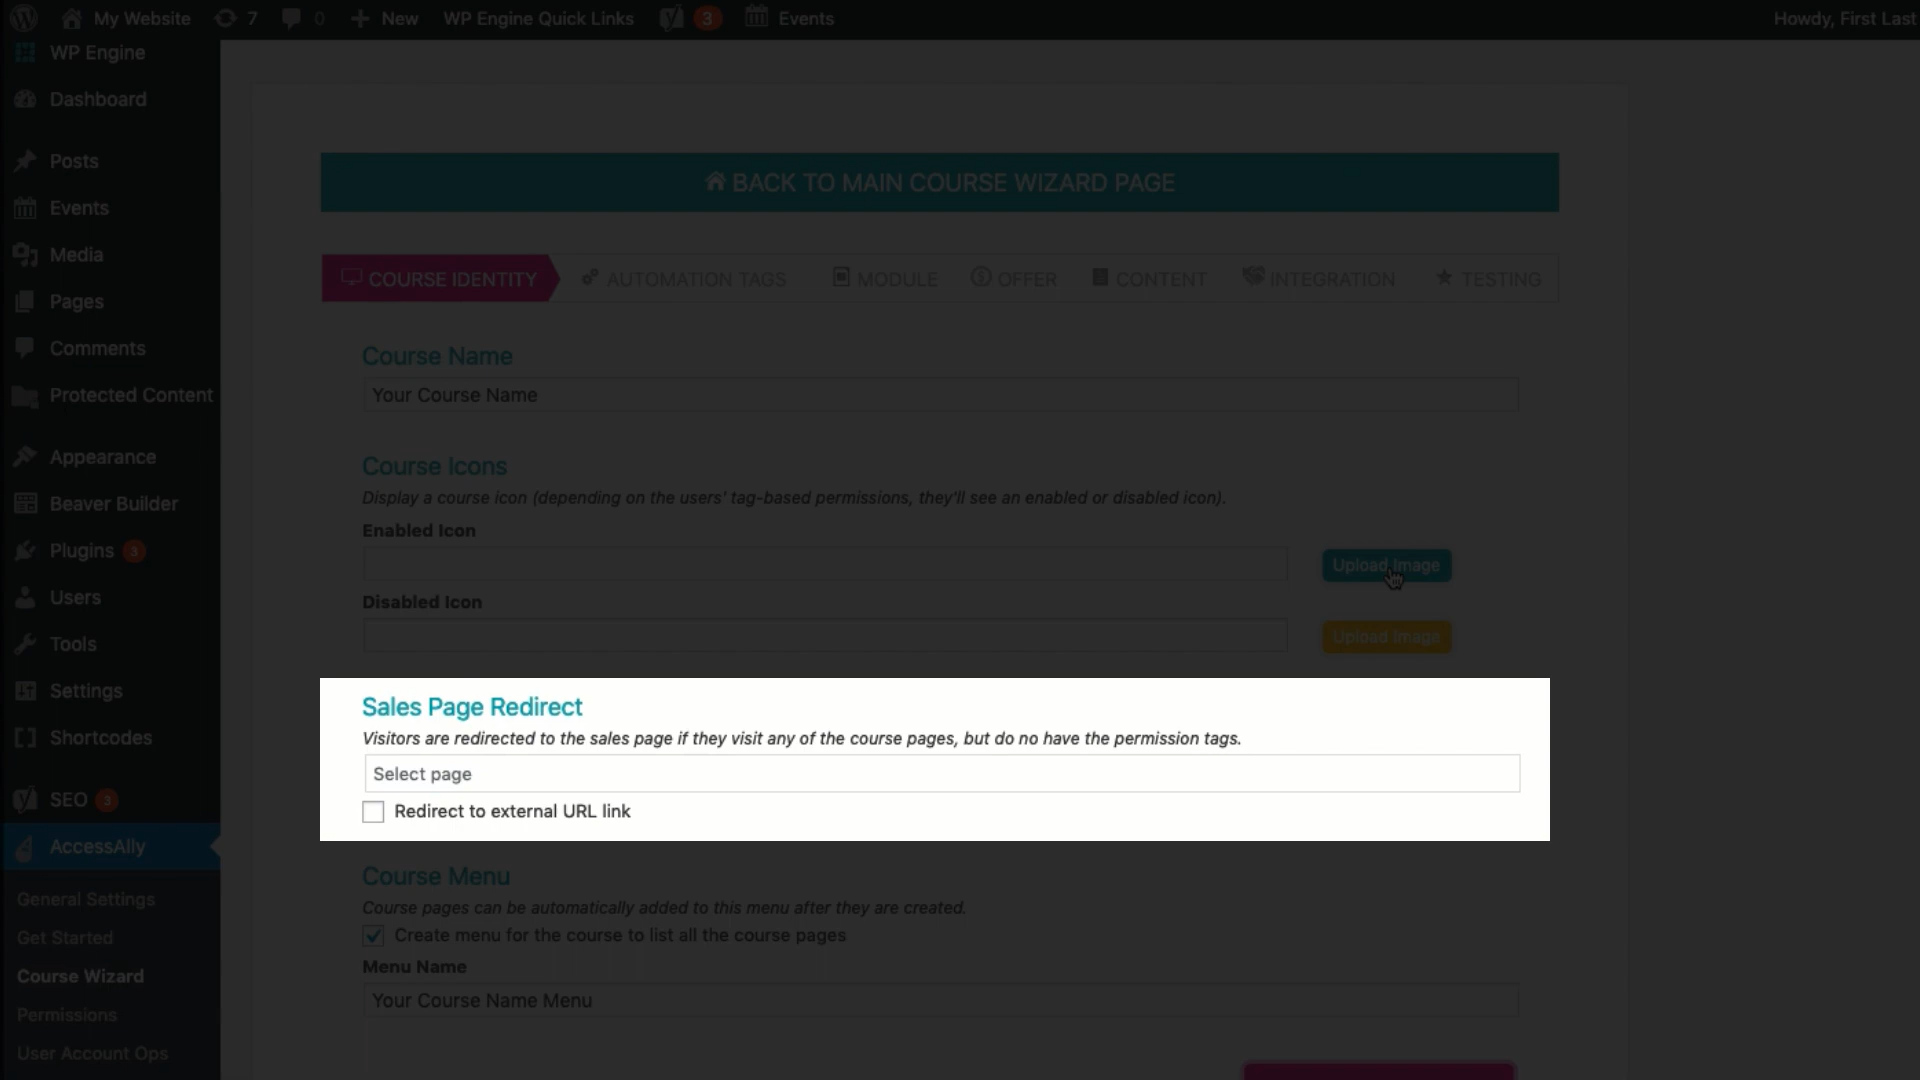 My Website 7 0 New WP Engine Quick Links 3 Events Howdy, First Last
WP Engine
Dashboard
Posts
Events
Media
Pages
Comments
Protected Content
Appearance
Beaver Builder
Plugins 3
Users
Tools
Settings
Shortcodes
SEO 3
AccessAlly
General Settings
Get Started
Course Wizard
Permissions
User Account Ops
BACK TO MAIN COURSE WIZARD PAGE
COURSE IDENTITY AUTOMATION TAGS MODULE OFFER CONTENT INTEGRATION TESTING
Course Name
Your Course Name
Course Icons
Display a course icon (depending on the users' tag-based permissions, they'll see an enabled or disabled icon).
Enabled Icon
Upload Image
Disabled Icon
Upload Image
Sales Page Redirect
Visitors are redirected to the sales page if they visit any of the course pages, but do no have the permission tags.
Select page
Redirect to external URL link
Course Menu
Course pages can be automatically added to this menu after they are created.
Create menu for the course to list all the course pages
Menu Name
Your Course Name Menu